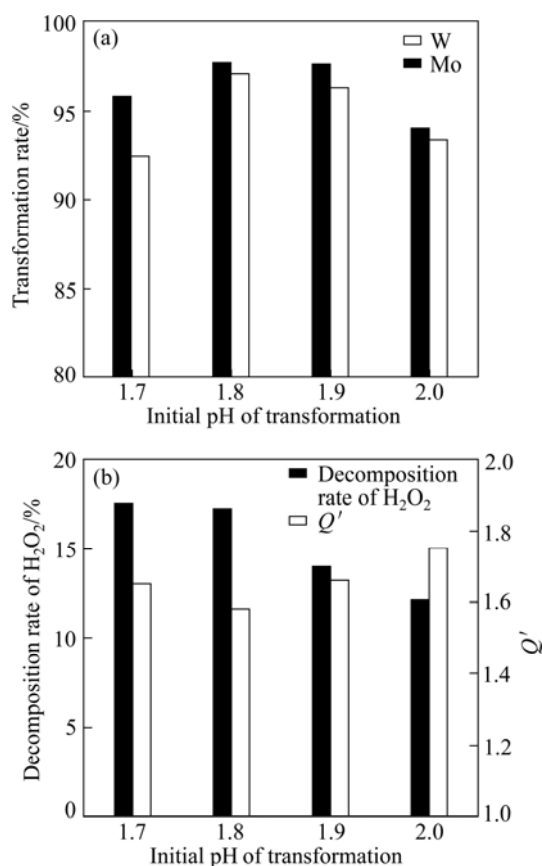 (a)
W
Mo
Transformation rate/%
100
95
90
85
80
1.7 1.8 1.9 2.0
Initial pH of transformation
(b)
Decomposition
rate of H₂O₂
Q′
Decomposition rate of H₂O₂/%
20
15
10
5
0
2.0
1.8
1.6
1.4
1.2
1.0
Q′
1.7 1.8 1.9 2.0
Initial pH of transformation